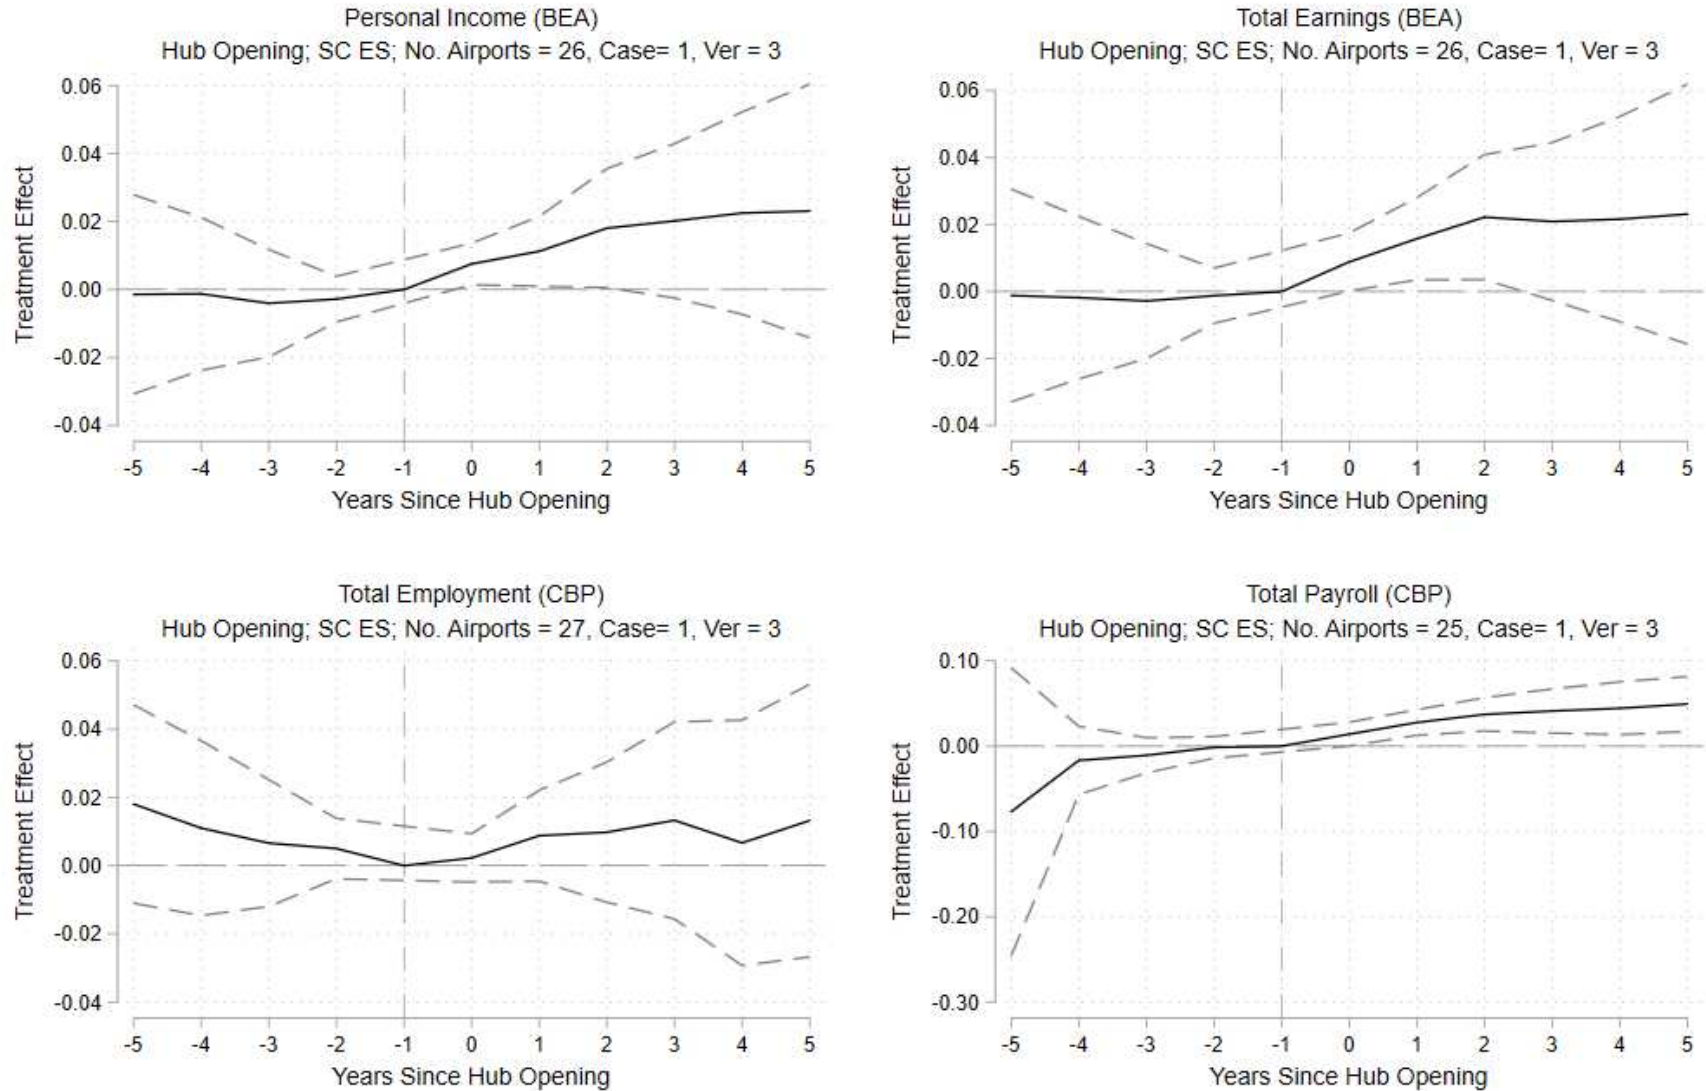 Personal Income (BEA)
Hub Opening; SC ES; No. Airports = 26, Case= 1, Ver = 3
0.06
0.04
0.02
0.00
-0.02
-0.04
Treatment Effect
-5 -4 -3 -2 -1 0 1 2 3 4 5
Years Since Hub Opening
Total Earnings (BEA)
Hub Opening; SC ES; No. Airports = 26, Case= 1, Ver = 3
0.06
0.04
0.02
0.00
-0.02
-0.04
Treatment Effect
-5 -4 -3 -2 -1 0 1 2 3 4 5
Years Since Hub Opening
Total Employment (CBP)
Hub Opening; SC ES; No. Airports = 27, Case= 1, Ver = 3
0.06
0.04
0.02
0.00
-0.02
-0.04
Treatment Effect
-5 -4 -3 -2 -1 0 1 2 3 4 5
Years Since Hub Opening
Total Payroll (CBP)
Hub Opening; SC ES; No. Airports = 25, Case= 1, Ver = 3
0.10
0.00
-0.10
-0.20
-0.30
Treatment Effect
-5 -4 -3 -2 -1 0 1 2 3 4 5
Years Since Hub Opening